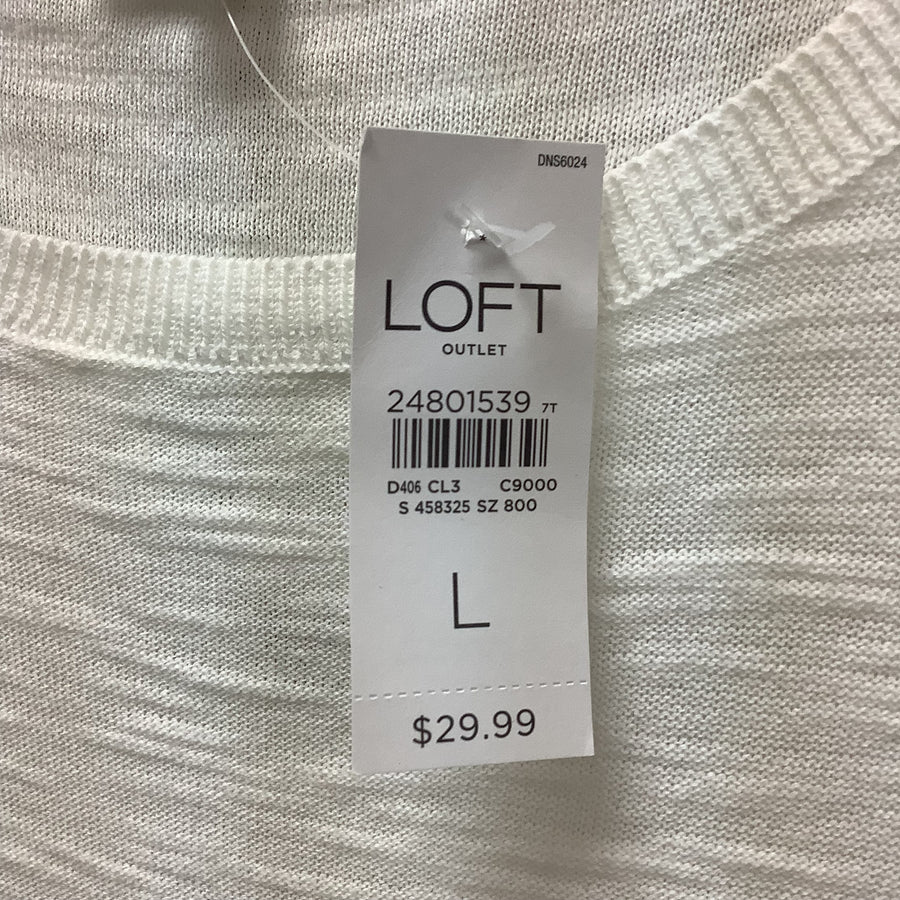 DNS6024
LOFT
OUTLET
24801539 7T
D406 CL3 C9000
S 458325 SZ 800
L
$29.99